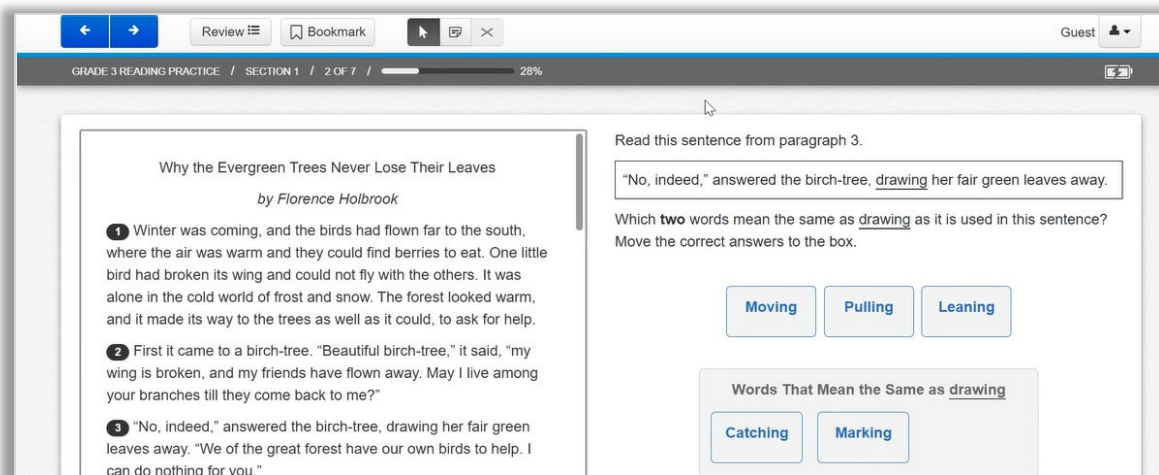 Review
Bookmark
Guest
GRADE 3 READING PRACTICE / SECTION 1 / 2 OF 7 / 28%
Why the Evergreen Trees Never Lose Their Leaves
by Florence Holbrook
1 Winter was coming, and the birds had flown far to the south,
where the air was warm and they could find berries to eat. One little
bird had broken its wing and could not fly with the others. It was
alone in the cold world of frost and snow. The forest looked warm,
and it made its way to the trees as well as it could, to ask for help.
2 First it came to a birch-tree. “Beautiful birch-tree,” it said, “my
wing is broken, and my friends have flown away. May I live among
your branches till they come back to me?”
3 “No, indeed,” answered the birch-tree, drawing her fair green
leaves away. “We of the great forest have our own birds to help. I
can do nothing for you.”
Read this sentence from paragraph 3.
“No, indeed,” answered the birch-tree, drawing her fair green leaves away.
Which two words mean the same as drawing as it is used in this sentence?
Move the correct answers to the box.
Moving
Pulling
Leaning
Words That Mean the Same as drawing
Catching
Marking